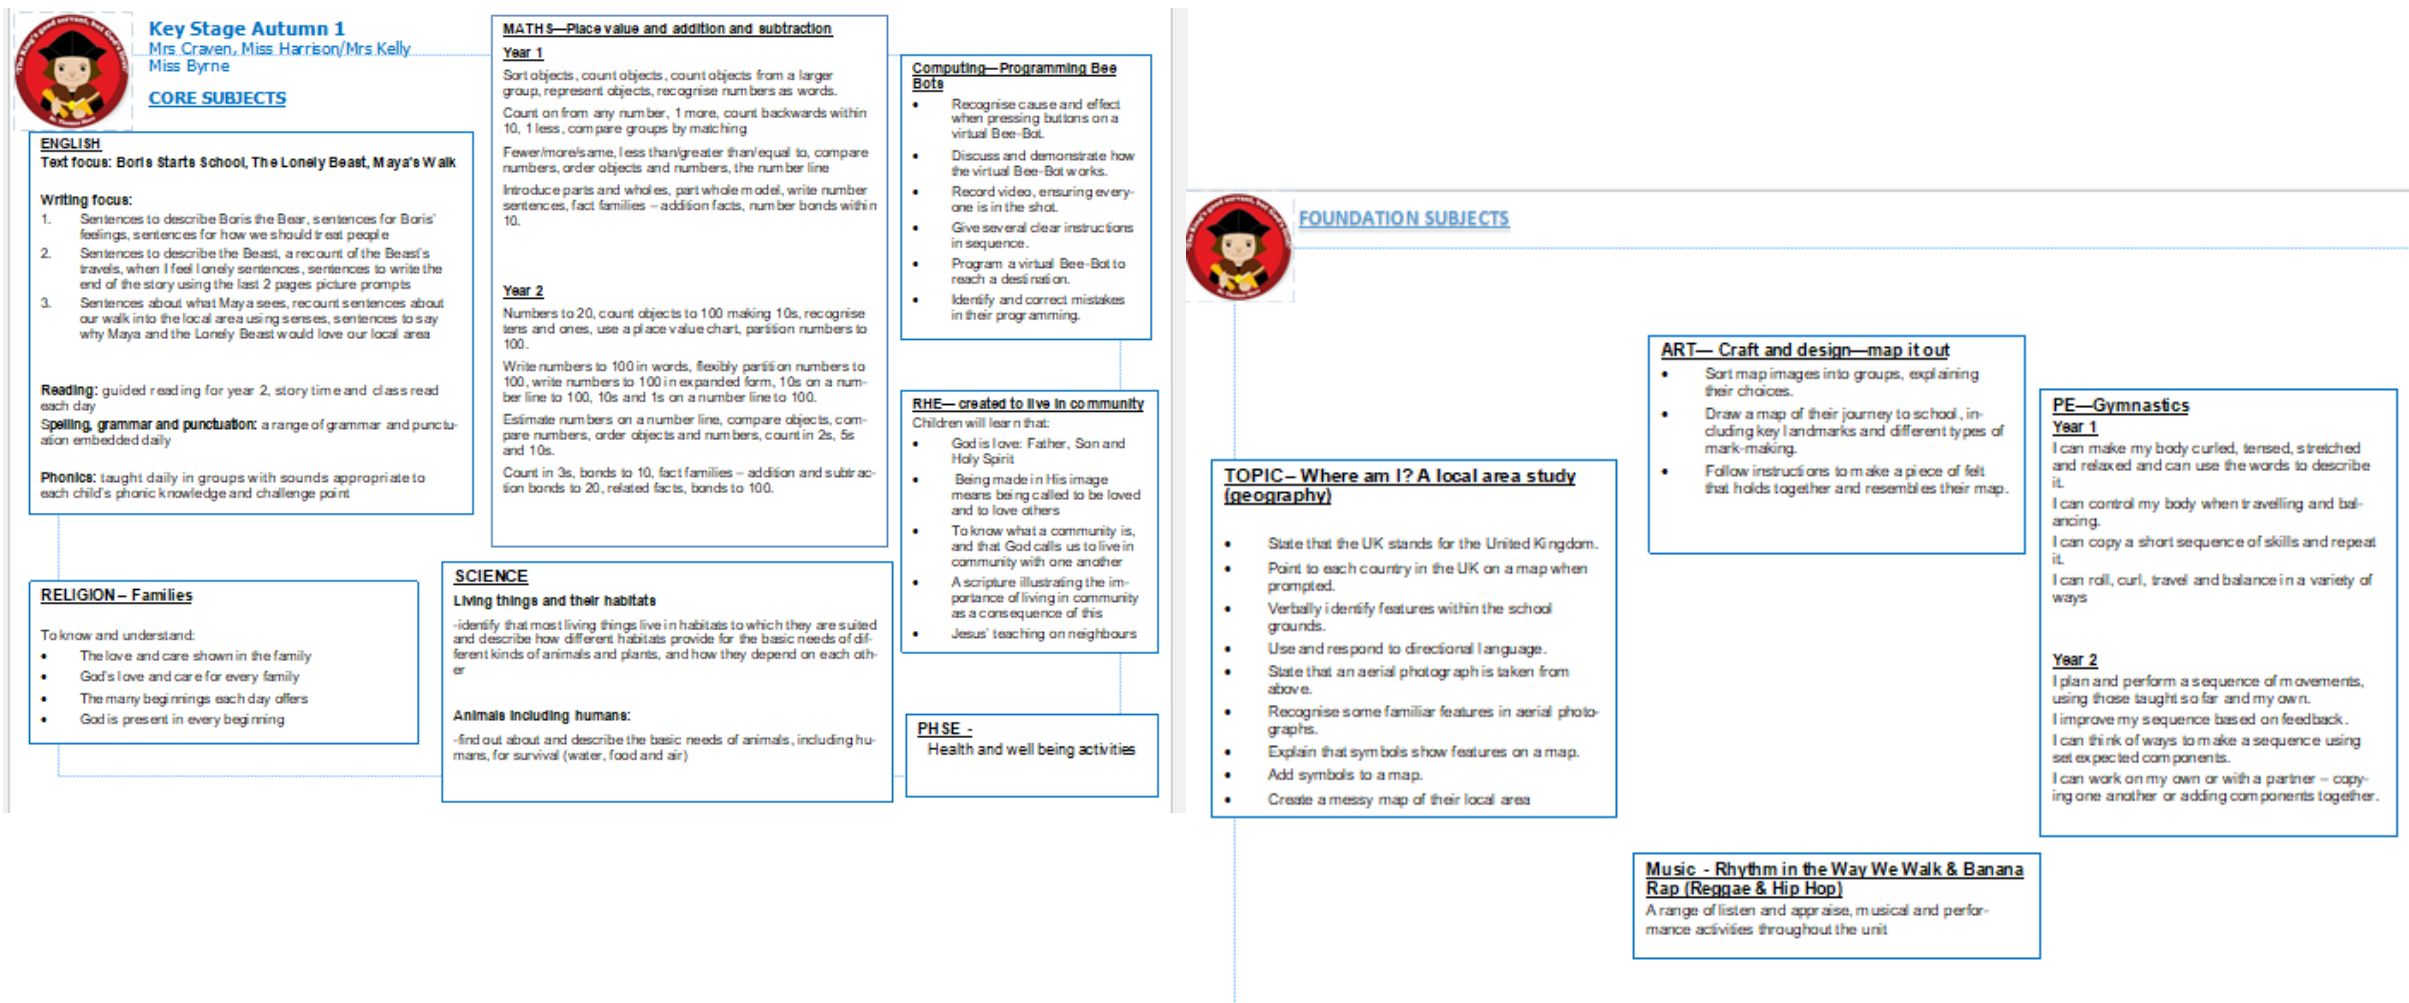 Key Stage Autumn 1
Mrs Craven, Miss Harrison/Mrs Kelly
Miss Byrne
CORE SUBJECTS
ENGLISH
Text focus: Boris Starts School, The Lonely Beast, Maya's Walk
Writing focus:
1. Sentences to describe Boris the Bear, sentences for Boris'
feelings, sentences for how we should treat people
2. Sentences to describe the Beast, a recount of the Beast's
travels, when I feel lonely sentences, sentences to write the
end of the story using the last 2 pages picture prompts
3. Sentences about what Maya sees, recount sentences about
our walk into the local area using senses, sentences to say
why Maya and the Lonely Beast would love our local area
Reading: guided reading for year 2, story time and class read
each day
Spelling, grammar and punctuation: a range of grammar and punctu-
ation embedded daily
Phonics: taught daily in groups with sounds appropriate to
each child's phonic knowledge and challenge point
RELIGION – Families
To know and understand:
• The love and care shown in the family
• God's love and care for every family
• The many beginnings each day offers
• God is present in every beginning
MATHS—Place value and addition and subtraction
Year 1
Sort objects, count objects, count objects from a larger
group, represent objects, recognise numbers as words.
Count on from any number, 1 more, count backwards within
10, 1 less, compare groups by matching
Fewer/more/same, less than/greater than/equal to, compare
numbers, order objects and numbers, the number line
Introduce parts and wholes, part whole model, write number
sentences, fact families – addition facts, number bonds within
10.
Year 2
Numbers to 20, count objects to 100 making 10s, recognise
tens and ones, use a place value chart, partition numbers to
100.
Write numbers to 100 in words, flexibly partition numbers to
100, write numbers to 100 in expanded form, 10s on a num-
ber line to 100, 10s and 1s on a number line to 100.
Estimate numbers on a number line, compare objects, com-
pare numbers, order objects and numbers, count in 2s, 5s
and 10s.
Count in 3s, bonds to 10, fact families – addition and subtrac-
tion bonds to 20, related facts, bonds to 100.
SCIENCE
Living things and their habitats
-identify that most living things live in habitats to which they are suited
and describe how different habitats provide for the basic needs of dif-
ferent kinds of animals and plants, and how they depend on each oth-
er
Animals including humans:
-find out about and describe the basic needs of animals, including hu-
mans, for survival (water, food and air)
Computing—Programming Bee
Bots
• Recognise cause and effect
when pressing buttons on a
virtual Bee-Bot.
• Discuss and demonstrate how
the virtual Bee-Bot works.
• Record video, ensuring every-
one is in the shot.
• Give several clear instructions
in sequence.
• Program a virtual Bee-Bot to
reach a destination.
• Identify and correct mistakes
in their programming.
RHE— created to live in community
Children will learn that:
• God is love: Father, Son and
Holy Spirit
• Being made in His image
means being called to be loved
and to love others
• To know what a community is,
and that God calls us to live in
community with one another
• A scripture illustrating the im-
portance of living in community
as a consequence of this
• Jesus' teaching on neighbours
PHSE -
Health and well being activities
FOUNDATION SUBJECTS
TOPIC – Where am I? A local area study
(geography)
• State that the UK stands for the United Kingdom.
• Point to each country in the UK on a map when
prompted.
• Verbally identify features within the school
grounds.
• Use and respond to directional language.
• State that an aerial photograph is taken from
above.
• Recognise some familiar features in aerial photo-
graphs.
• Explain that symbols show features on a map.
• Add symbols to a map.
• Create a messy map of their local area
ART— Craft and design—map it out
• Sort map images into groups, explaining
their choices.
• Draw a map of their journey to school, in-
cluding key landmarks and different types of
mark-making.
• Follow instructions to make a piece of felt
that holds together and resembles their map.
PE—Gymnastics
Year 1
I can make my body curled, tensed, stretched
and relaxed and can use the words to describe
it.
I can control my body when travelling and bal-
ancing.
I can copy a short sequence of skills and repeat
it.
I can roll, curl, travel and balance in a variety of
ways
Year 2
I plan and perform a sequence of movements,
using those taught so far and my own.
I improve my sequence based on feedback.
I can think of ways to make a sequence using
set expected components.
I can work on my own or with a partner – copy-
ing one another or adding components together.
Music - Rhythm in the Way We Walk & Banana
Rap (Reggae & Hip Hop)
A range of listen and appraise, musical and perfor-
mance activities throughout the unit